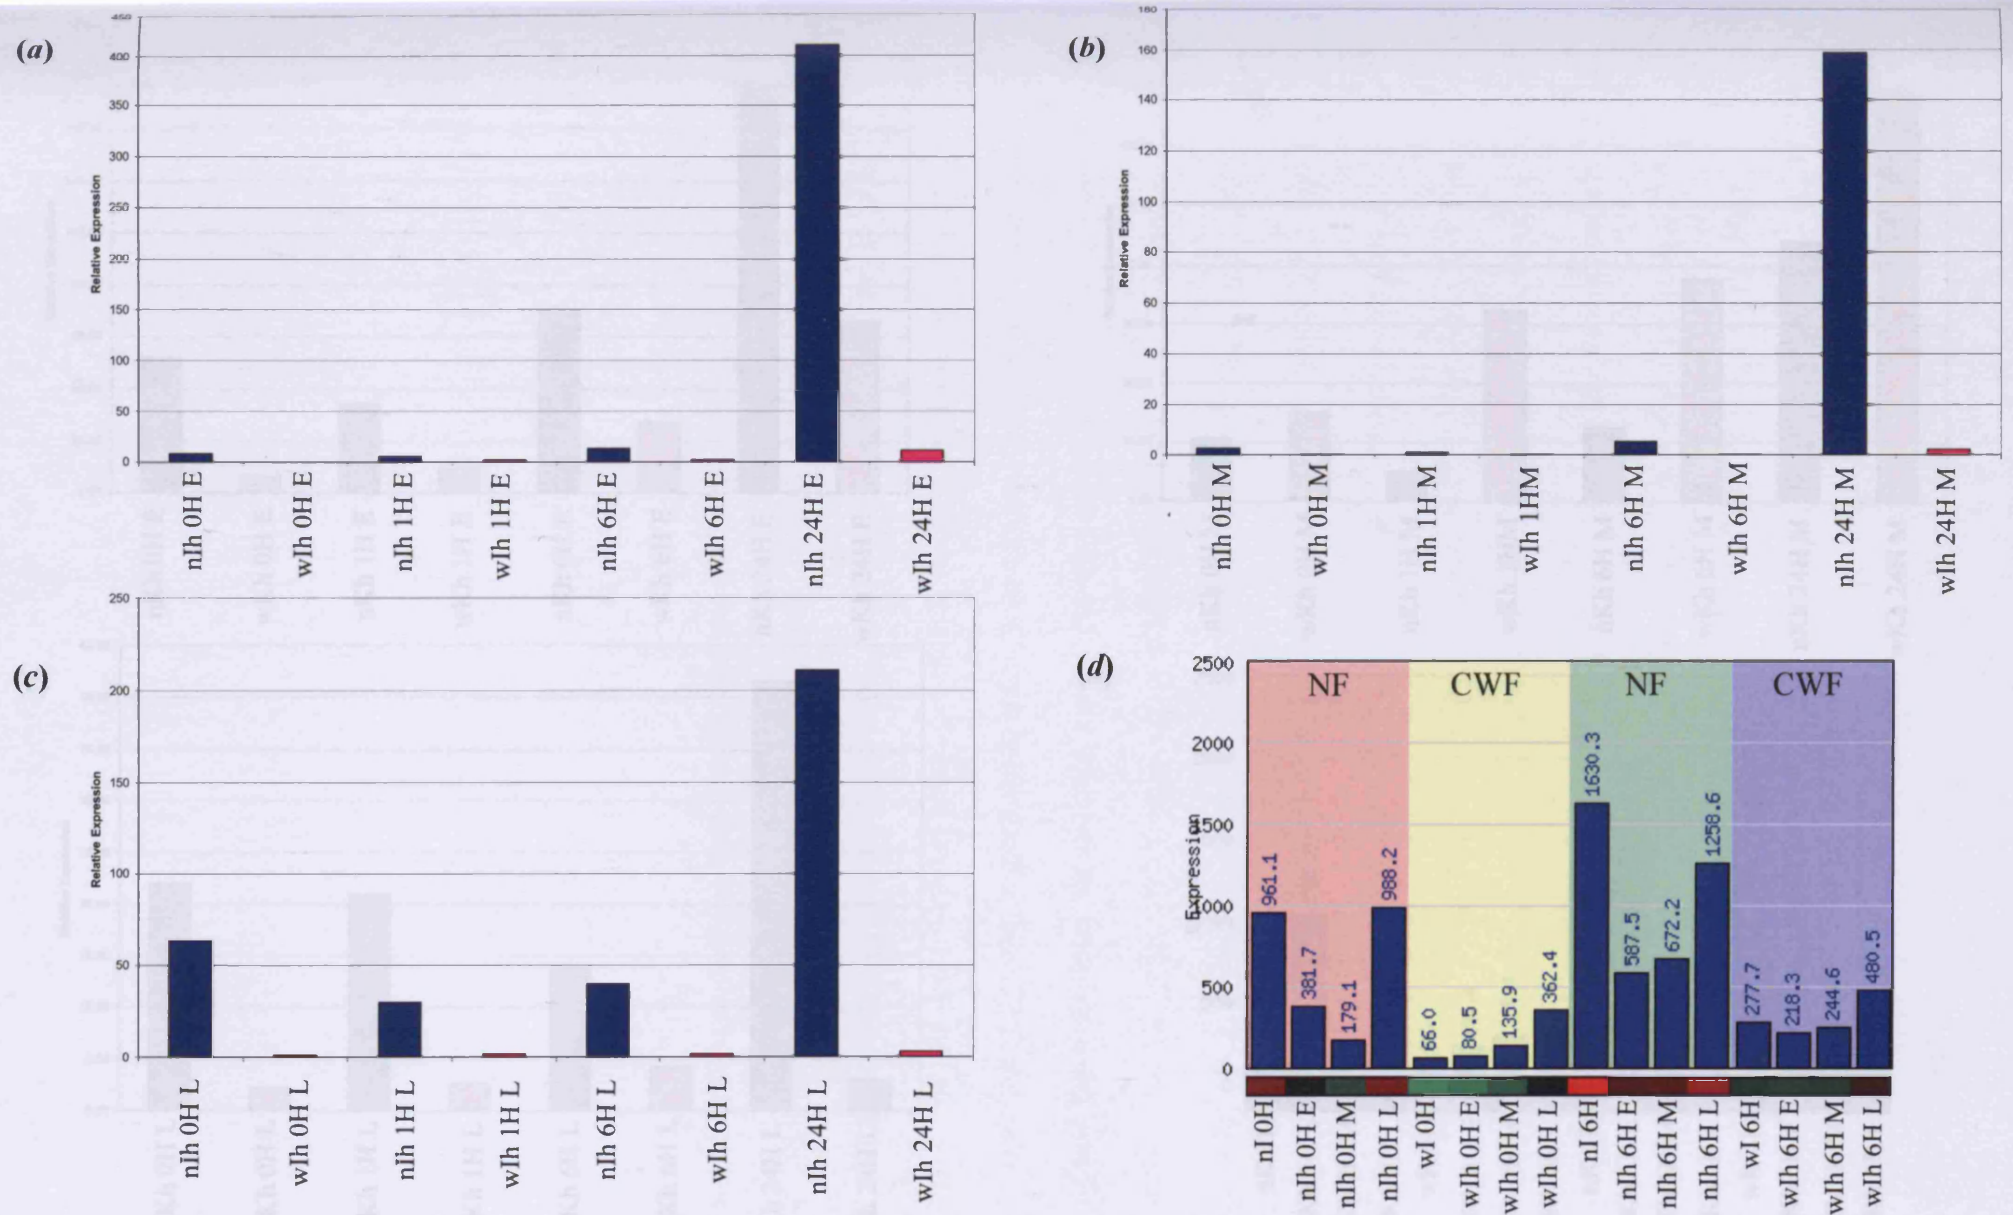 (a)
450
400
350
300
250
200
150
100
50
0
Relative Expression
nIh 0H E
wIh 0H E
nIh 1H E
wIh 1H E
nIh 6H E
wIh 6H E
nIh 24H E
wIh 24H E
(b)
180
160
140
120
100
80
60
40
20
0
Relative Expression
nIh 0H M
wIh 0H M
nIh 1H M
wIh 1HM
nIh 6H M
wIh 6H M
nIh 24H M
wIh 24H M
(c)
250
200
150
100
50
0
Relative Expression
nIh 0H L
wIh 0H L
nIh 1H L
wIh 1H L
nIh 6H L
wIh 6H L
nIh 24H L
wIh 24H L
(d)
2500
2000
1500
1000
500
0
Expression
NF CWF NF CWF
961.1
381.7
179.1
988.2
66.0
80.5
135.9
362.4
1630.3
587.5
672.2
1258.6
277.7
218.3
244.6
480.5
nI 0H
nIh 0H E
nIh 0H M
nIh 0H L
wI 0H
wIh 0H E
wIh 0H M
wIh 0H L
nI 6H
nIh 6H E
nIh 6H M
nIh 6H L
wI 6H
wIh 6H E
wIh 6H M
wIh 6H L